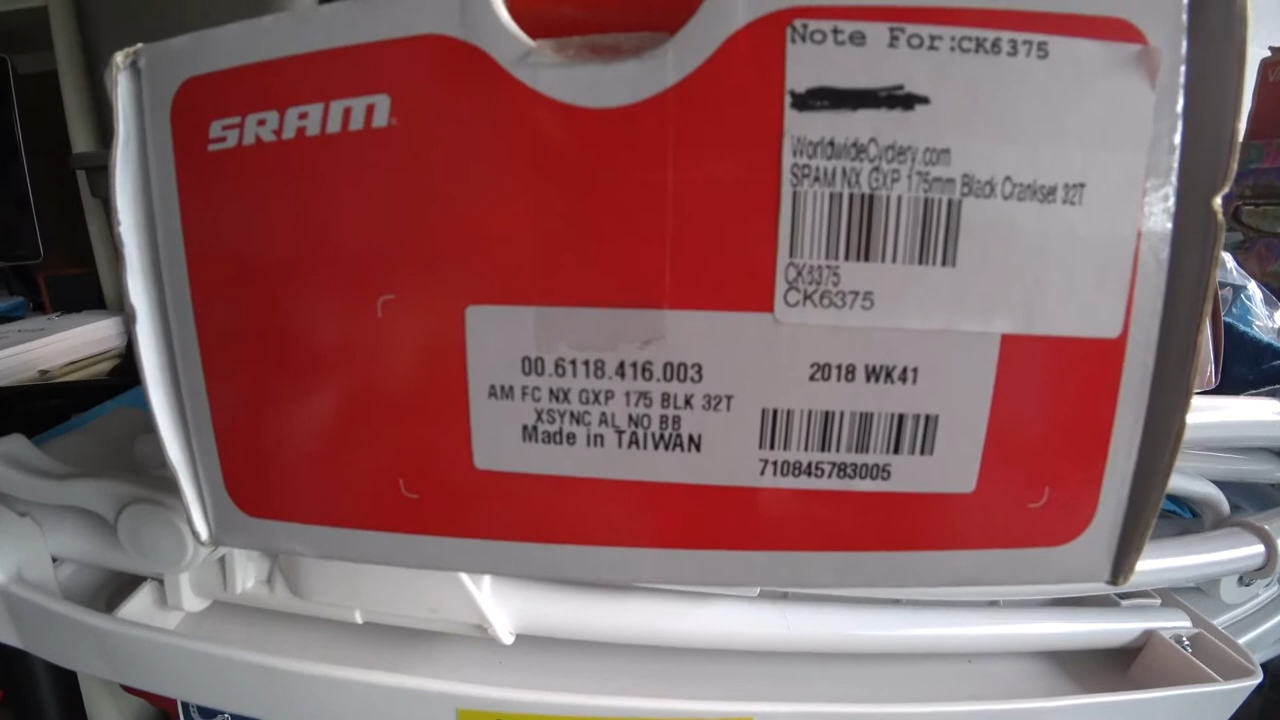 SRAM
Note For:CK6375
WorldwideCyclery.com
SRAM NX GXP 175mm Black Crankset 32T
CK6375
CK6375
00.6118.416.003
2018 WK41
AM FC NX GXP 175 BLK 32T
XSYNC AL NO BB
Made in TAIWAN
710845783005